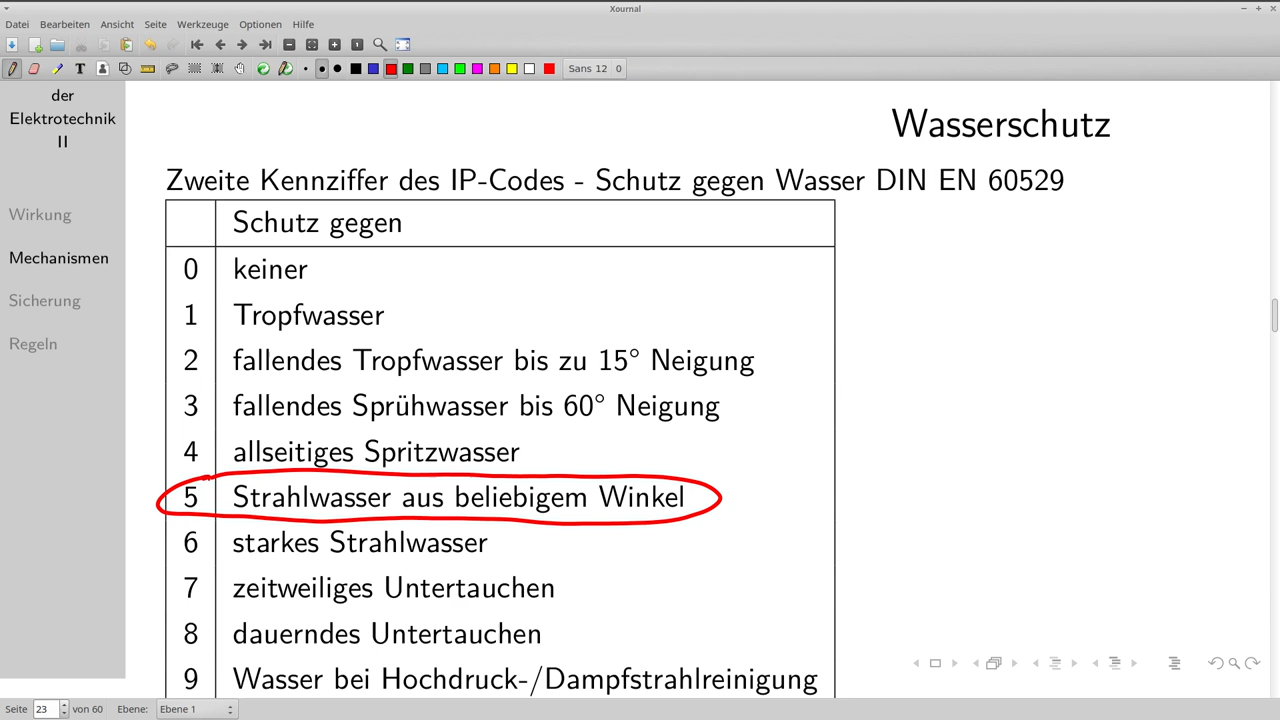 Xournal
Datei Bearbeiten Ansicht Seite Werkzeuge Optionen Hilfe
Sans 12 0
der
Elektrotechnik
II
Wirkung
Mechanismen
Sicherung
Regeln
Wasserschutz
Zweite Kennziffer des IP-Codes - Schutz gegen Wasser DIN EN 60529
Schutz gegen
0 keiner
1 Tropfwasser
2 fallendes Tropfwasser bis zu 15° Neigung
3 fallendes Sprühwasser bis 60° Neigung
4 allseitiges Spritzwasser
5 Strahlwasser aus beliebigem Winkel
6 starkes Strahlwasser
7 zeitweiliges Untertauchen
8 dauerndes Untertauchen
9 Wasser bei Hochdruck-/Dampfstrahlreinigung
Seite 23 von 60 Ebene: Ebene 1